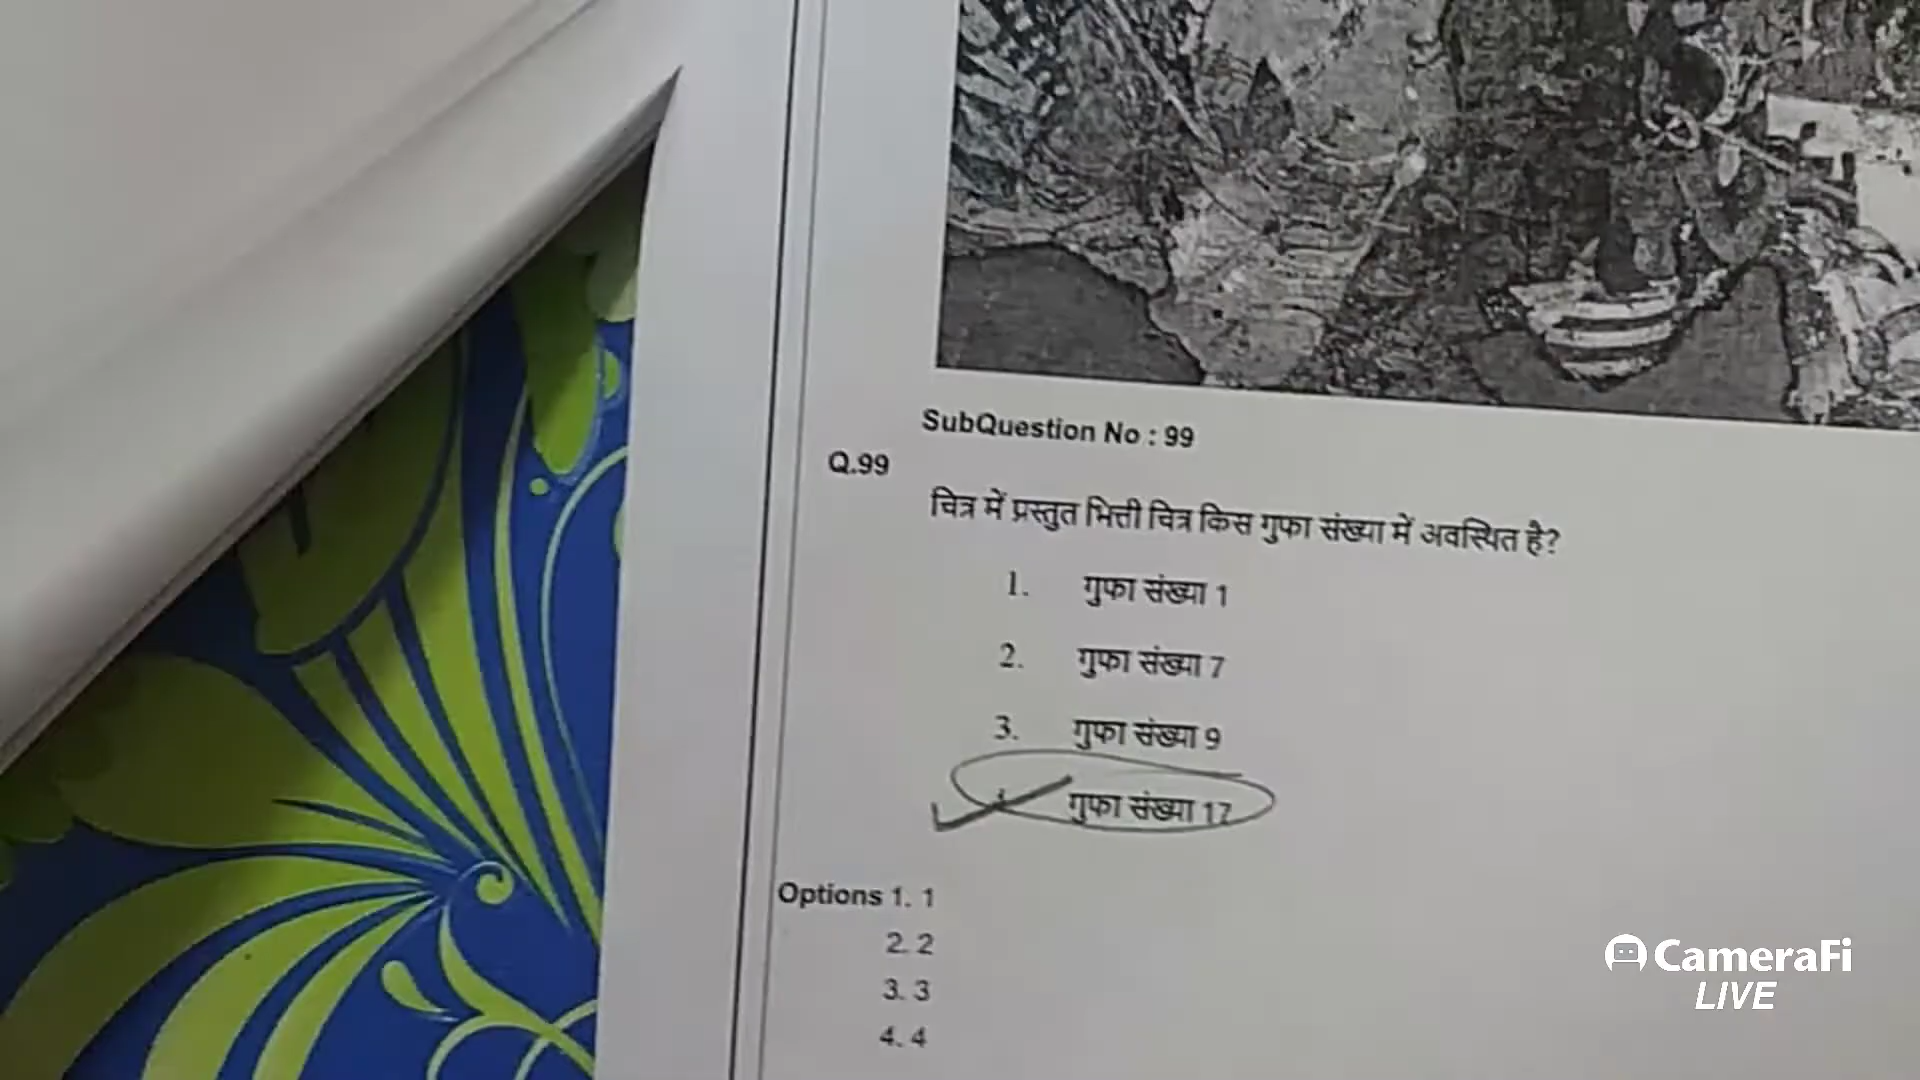 SubQuestion No : 99
Q.99
चित्र में प्रस्तुत भित्ती चित्र किस गुफा संख्या में अवस्थित है?
1. गुफा संख्या 1
2. गुफा संख्या 7
3. गुफा संख्या 9
गुफा संख्या 17
Options 1. 1
2. 2
3. 3
4. 4
CameraFi
LIVE